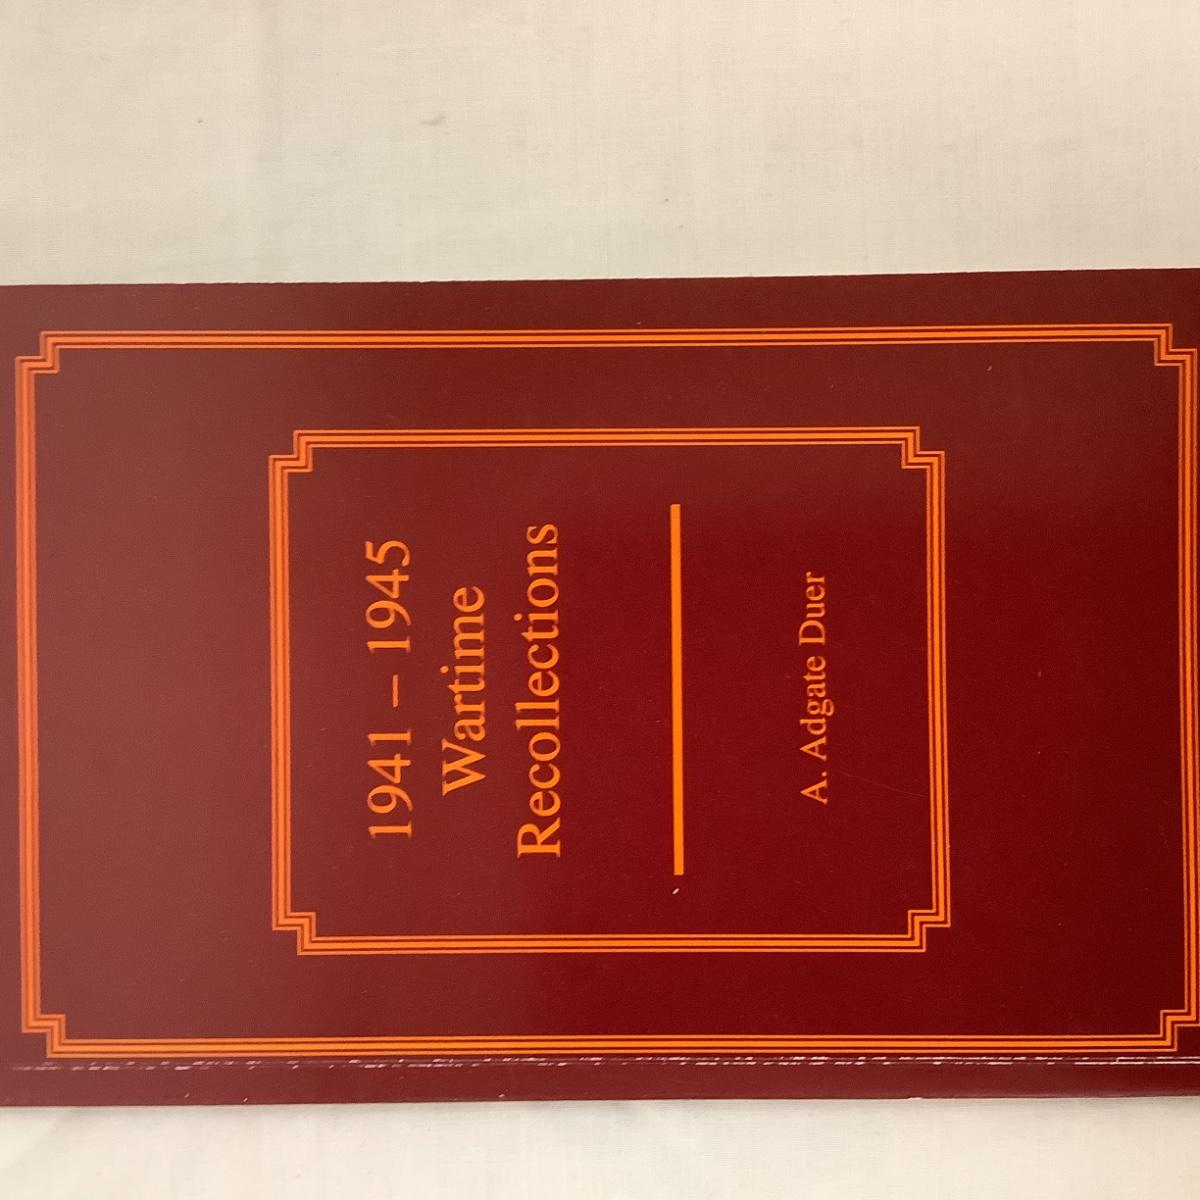 1941 – 1945
Wartime
Recollections
A. Adgate Duer